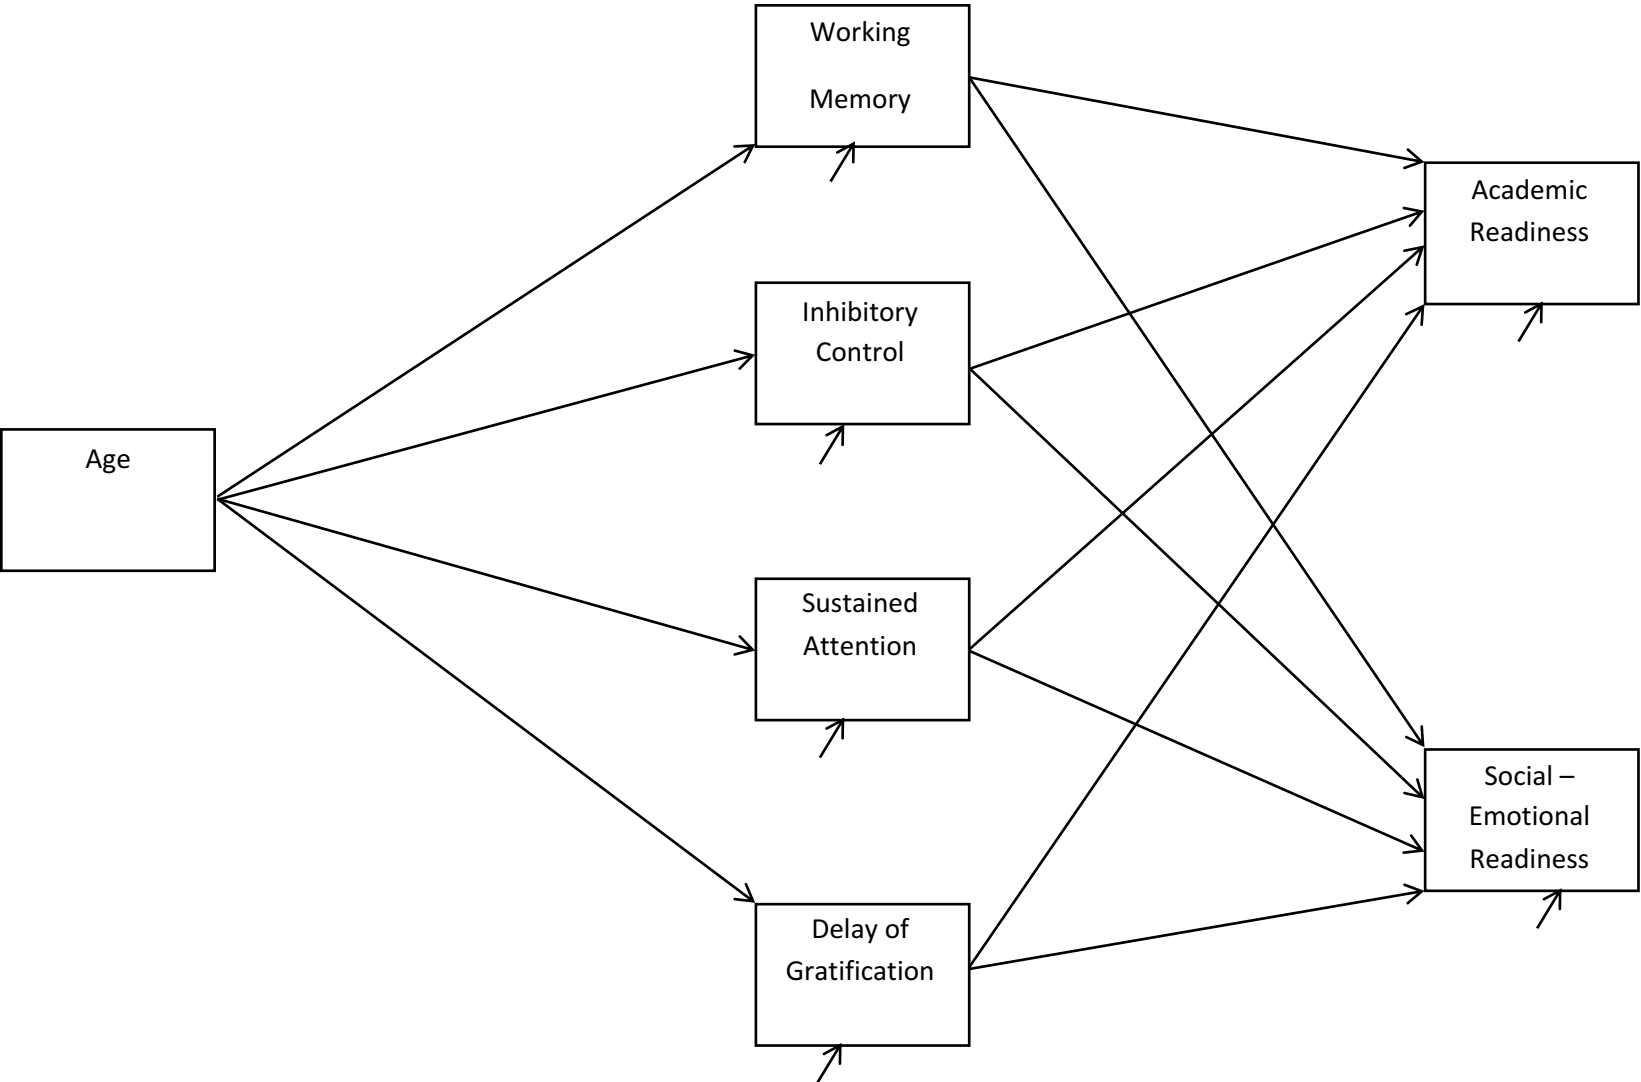 Working
Memory
Academic
Readiness
Inhibitory
Control
Age
Sustained
Attention
Social –
Emotional
Readiness
Delay of
Gratification